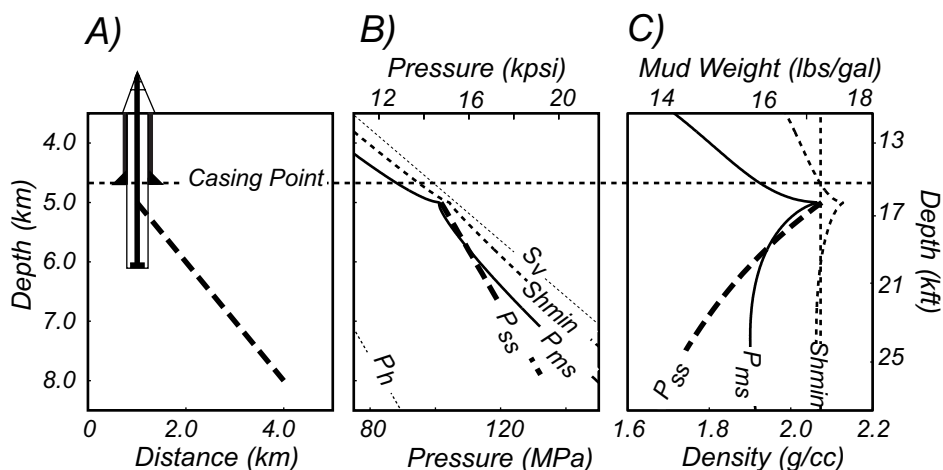 A)
Depth (km)
4.0
5.0
6.0
7.0
8.0
Casing Point
0
2.0
4.0
Distance (km)
B)
Pressure (kpsi)
12
14
16
18
20
Sv
Shmin
Pms
Pss
Ph
80
120
Pressure (MPa)
C)
Mud Weight (lbs/gal)
14
16
17
18
13
17
21
25
Depth (kft)
Pss
Pms
Shmin
1.6
1.8
2.0
2.2
Density (g/cc)